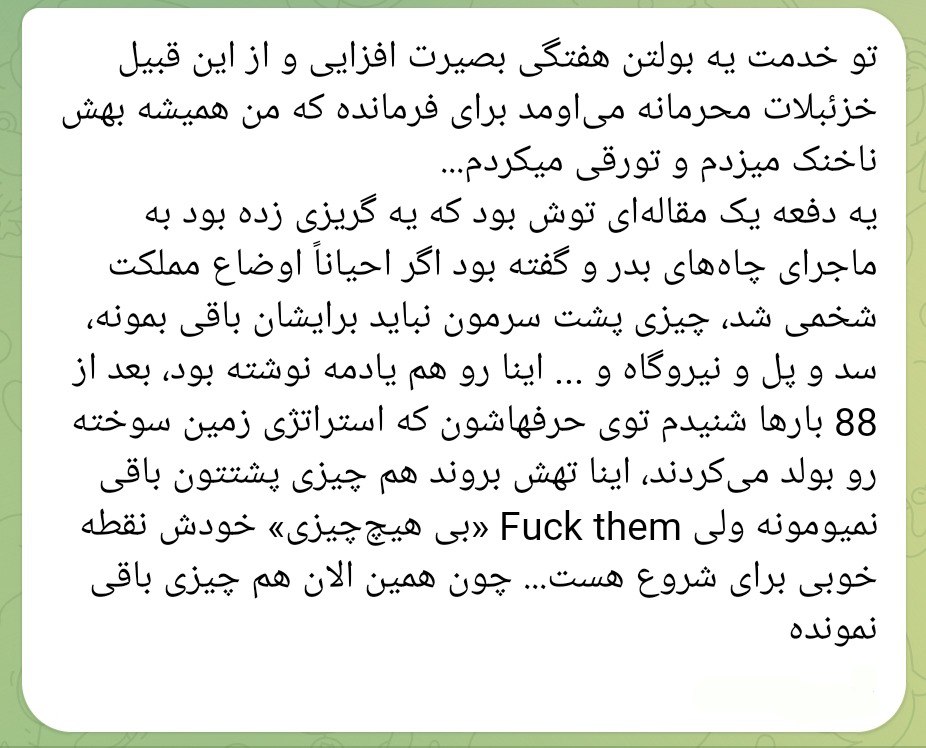 تو خدمت یه بولتن هفتگی بصیرت افزایی و از این قبیل
خزئبلات محرمانه می‌اومد برای فرمانده که من همیشه بهش
ناخنک میزدم و تورقی میکردم...
یه دفعه یک مقاله‌ای توش بود که یه گریزی زده بود به
ماجرای چاه‌های بدر و گفته بود اگر احیاناً اوضاع مملکت
شخمی شد، چیزی پشت سرمون نباید برایشان باقی بمونه،
سد و پل و نیروگاه و ... اینا رو هم یادمه نوشته بود، بعد از
88 بارها شنیدم توی حرفهاشون که استراتژی زمین سوخته
رو بولد می‌کردند، اینا تهش بروند هم چیزی پشتتون باقی
نمیومونه ولی Fuck them «بی هیچ‌چیزی» خودش نقطه
خوبی برای شروع هست... چون همین الان هم چیزی باقی
نمونده